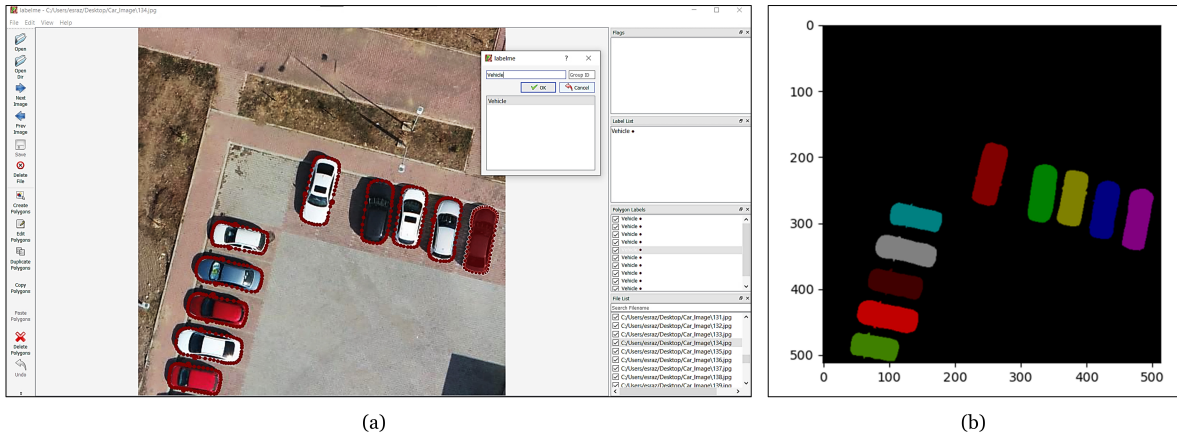 labelme - C:/Users/esraz/Desktop/Car_Image\134.jpg
File Edit View Help
Open
Open
Dir
Next
Image
Prev
Image
Save
Delete
File
Create
Polygons
Edit
Polygons
Duplicate
Polygons
Copy
Polygons
Paste
Polygons
Delete
Polygons
Undo
labelme
Vehicle
Group ID
OK
Cancel
Vehicle
Flags
Label List
Vehicle
Polygon Labels
Vehicle
Vehicle
Vehicle
Vehicle
Vehicle
Vehicle
Vehicle
Vehicle
Vehicle
File List
Search Filename
C:/Users/esraz/Desktop/Car_Image\131.jpg
C:/Users/esraz/Desktop/Car_Image\132.jpg
C:/Users/esraz/Desktop/Car_Image\133.jpg
C:/Users/esraz/Desktop/Car_Image\134.jpg
C:/Users/esraz/Desktop/Car_Image\135.jpg
C:/Users/esraz/Desktop/Car_Image\136.jpg
C:/Users/esraz/Desktop/Car_Image\137.jpg
C:/Users/esraz/Desktop/Car_Image\138.jpg
C:/Users/esraz/Desktop/Car_Image\139.jpg
(a)
0
100
200
300
400
500
0 100 200 300 400 500
(b)